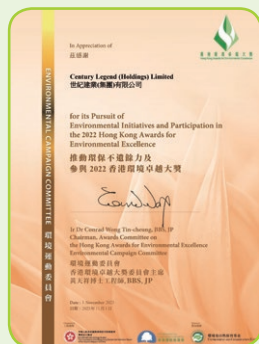 ENVIRONMENTAL CAMPAIGN COMMITTEE 環境運動委員會
In Appreciation of
茲感謝
Century Legend (Holdings) Limited
世紀建業(集團)有限公司
for its Pursuit of
Environmental Initiatives and Participation in
the 2022 Hong Kong Awards for
Environmental Excellence
推動環保不遺餘力及
參與 2022 香港環境卓越大獎
Ir Dr Conrad Wong Tin-cheung, BBS, JP
Chairman, Awards Committee on
the Hong Kong Awards for Environmental Excellence
Environmental Campaign Committee
環境運動委員會
香港環境卓越大獎委員會主席
黃天祥博士工程師, BBS, JP